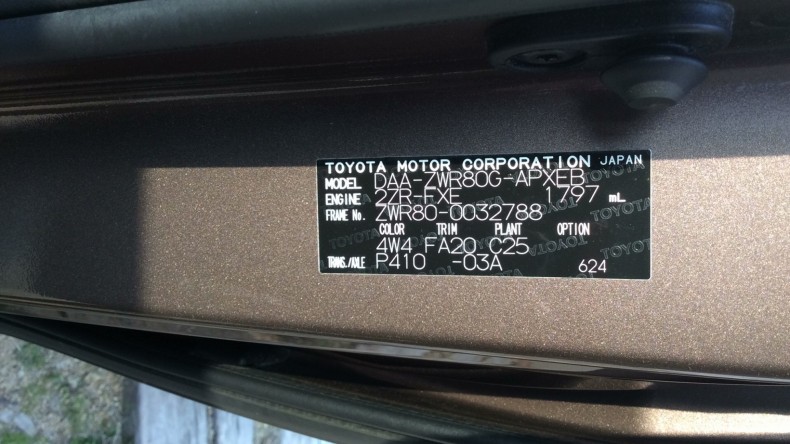 TOYOTA MOTOR CORPORATION JAPAN
MODEL DAA-ZWR80G-APXEB
ENGINE 2ZR-FXE 1797 mL
FRAME No. ZWR80-0032788
COLOR TRIM PLANT OPTION
4W4 FA20 C25
TRANS./AXLE P410 -03A 624